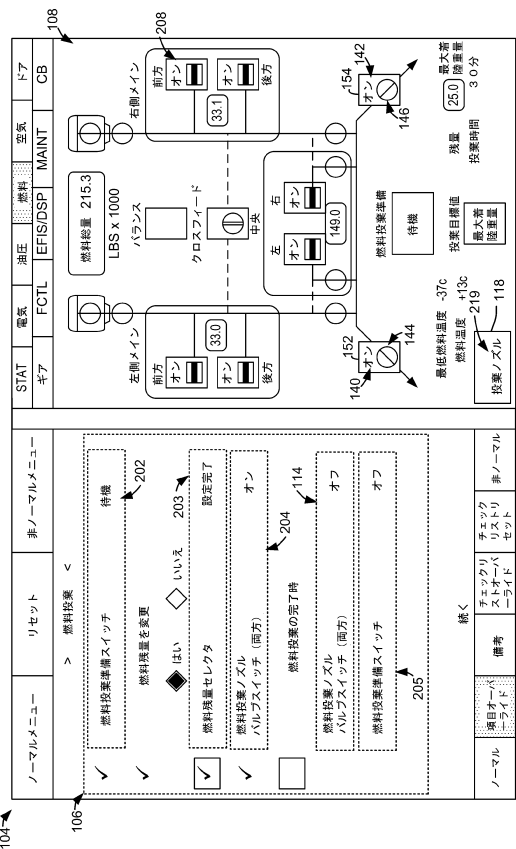 104
ノーマルメニュー
リセット
非ノーマルメニュー
106
> 燃料投棄 <
燃料投棄準備スイッチ
待機
202
燃料残量を変更
はい
いいえ
203
燃料残量セレクタ
設定完了
燃料投棄ノズル
バルブスイッチ（両方）
オン
204
燃料投棄の完了時
114
燃料投棄ノズル
バルブスイッチ（両方）
オフ
燃料投棄準備スイッチ
オフ
205
続く
ノーマル
項目オーバ
ーライド
備考
チェックリ
ストオーバ
ーライド
チェック
リストリ
セット
非ノーマル
STAT
電気
油圧
燃料
空気
ドア
ギア
FCTL
EFIS/DSP
MAINT
CB
108
燃料総量 215.3
LBS x 1000
左側メイン
前方
オン
オン
後方
33.0
バランス
クロスフィード
中央
右側メイン
前方
オン
オン
後方
33.1
208
左
オン
右
オン
149.0
152
オン
140
144
154
オン
142
146
最低燃料温度 -37c
燃料温度 +13c
219
投棄ノズル
118
燃料投棄準備
待機
投棄目標値
最大着
陸重量
残量
25.0
最大着
陸重量
投棄時間
３０分